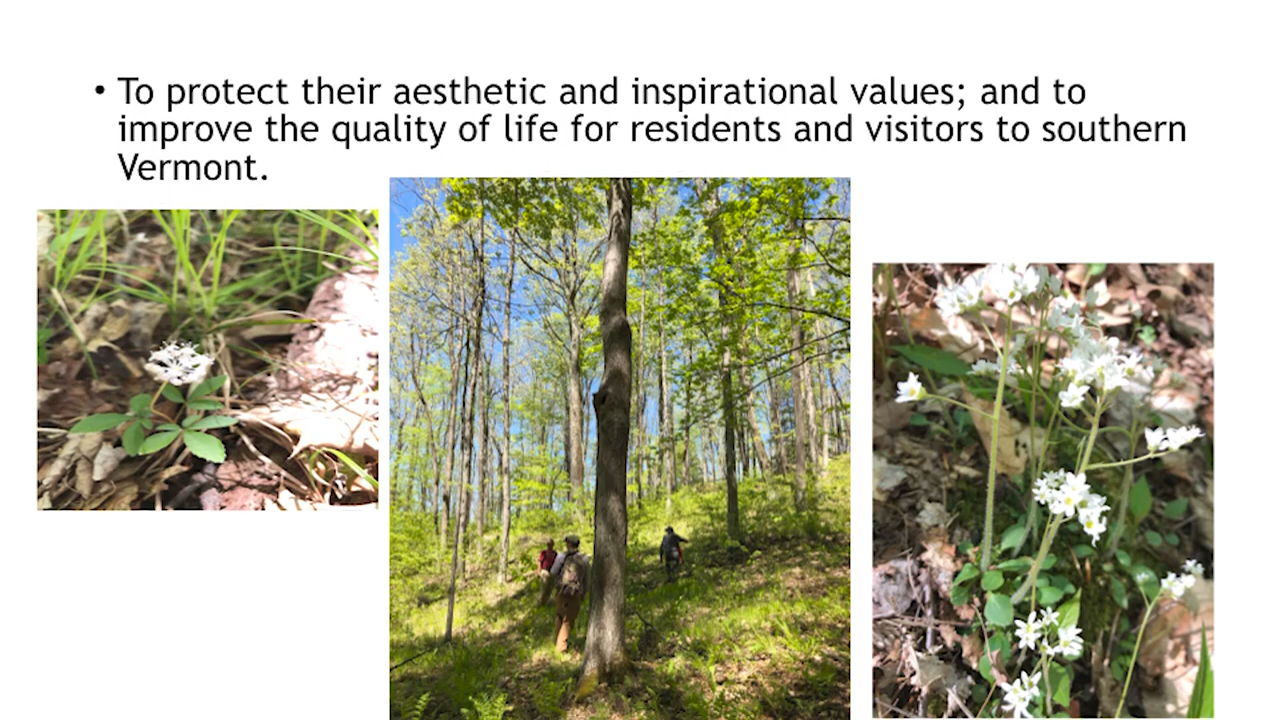 • To protect their aesthetic and inspirational values; and to
improve the quality of life for residents and visitors to southern
Vermont.